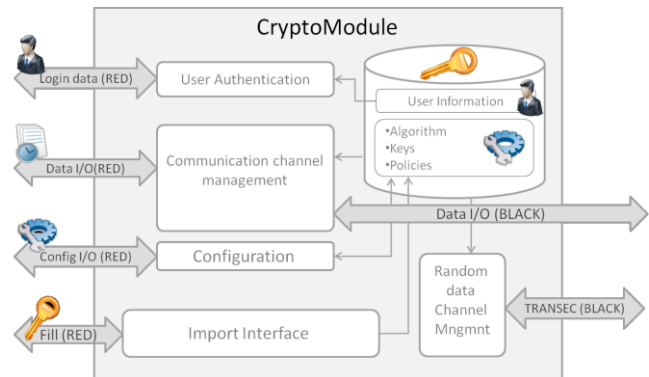 CryptoModule
Login data (RED)
User Authentication
User Information
•Algorithm
•Keys
•Policies
Data I/O(RED)
Communication channel
management
Data I/O (BLACK)
Config I/O (RED)
Configuration
Random
data
Channel
Mngmnt
TRANSEC (BLACK)
Fill (RED)
Import Interface